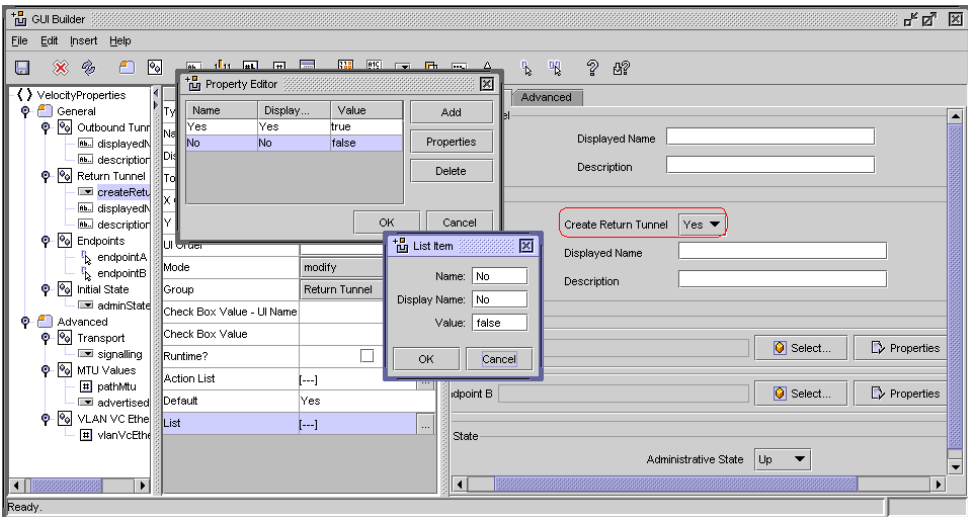 GUI Builder
File Edit Insert Help
VelocityProperties
General
Outbound Tunn
displayedN
description
Return Tunnel
createRetu
displayedN
description
Endpoints
endpointA
endpointB
Initial State
adminState
Advanced
Transport
signalling
MTU Values
pathMtu
advertised
VLAN VC Ethe
vlanVcEthe
Ready.
Property Editor
Name Display... Value
Yes Yes true
No No false
Add
Properties
Delete
OK Cancel
Mode modify
Group Return Tunnel
Check Box Value - UI Name
Check Box Value
Runtime?
Action List [---] ...
Default Yes
List [---] ...
List Item
Name: No
Display Name: No
Value: false
OK Cancel
Advanced
Displayed Name
Description
Create Return Tunnel Yes
Displayed Name
Description
Select... Properties
dpoint B Select... Properties
State
Administrative State Up